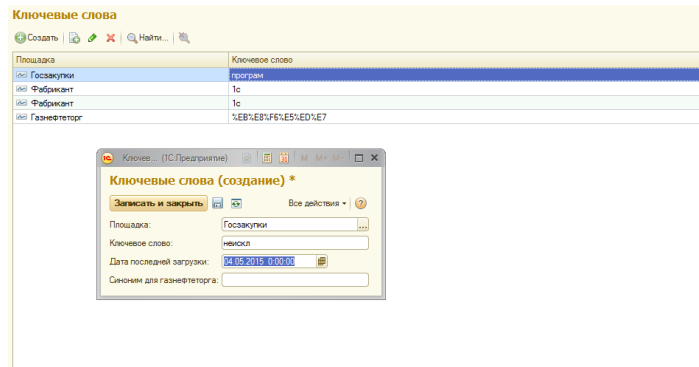 Ключевые слова
Создать Найти...
Площадка Ключевое слово
Госзакупки програм
Фабрикант 1с
Фабрикант 1с
Газнефтеторг %EB%E8%F6%E5%ED%E7
1С Ключев... (1С:Предприятие) M M+ M-
Ключевые слова (создание) *
Записать и закрыть Все действия
Площадка: Госзакупки ...
Ключевое слово: неискл
Дата последней загрузки: 04.05.2015 0:00:00
Синоним для газнефтеторга: